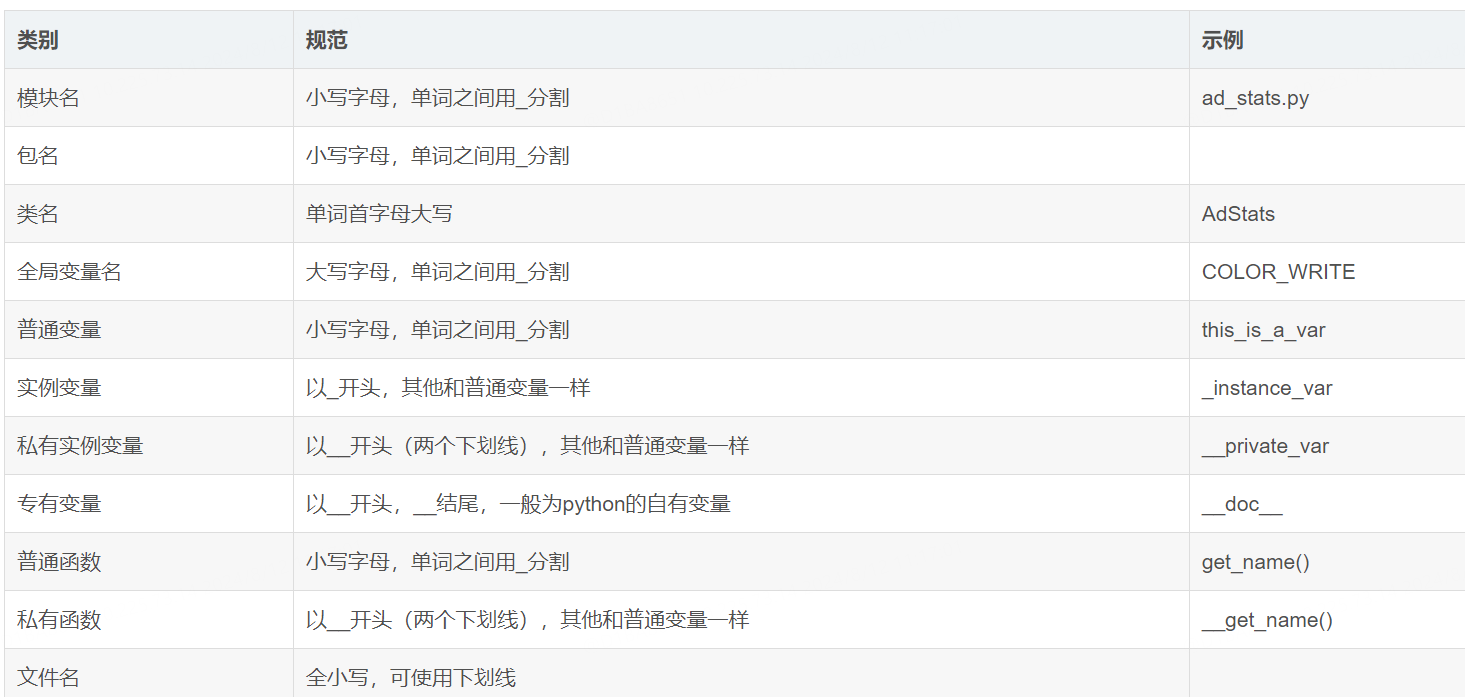 类别 规范 示例
模块名 小写字母，单词之间用_分割 ad_stats.py
包名 小写字母，单词之间用_分割
类名 单词首字母大写 AdStats
全局变量名 大写字母，单词之间用_分割 COLOR_WRITE
普通变量 小写字母，单词之间用_分割 this_is_a_var
实例变量 以_开头，其他和普通变量一样 _instance_var
私有实例变量 以__开头（两个下划线），其他和普通变量一样 __private_var
专有变量 以__开头，__结尾，一般为python的自有变量 __doc__
普通函数 小写字母，单词之间用_分割 get_name()
私有函数 以__开头（两个下划线），其他和普通变量一样 __get_name()
文件名 全小写，可使用下划线